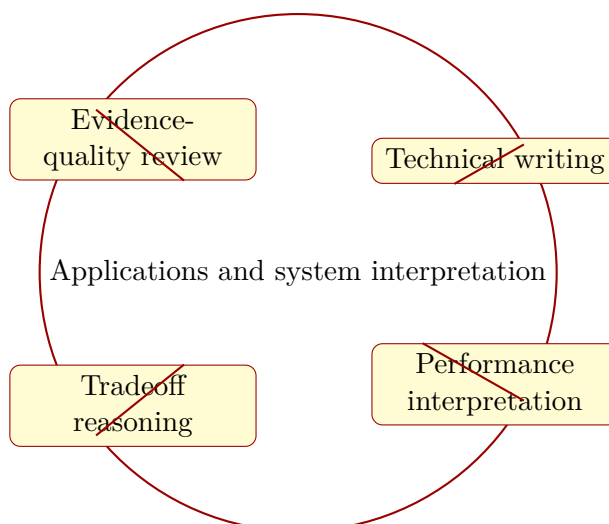 Evidence-
quality review
Technical writing
Applications and system interpretation
Tradeoff
reasoning
Performance
interpretation